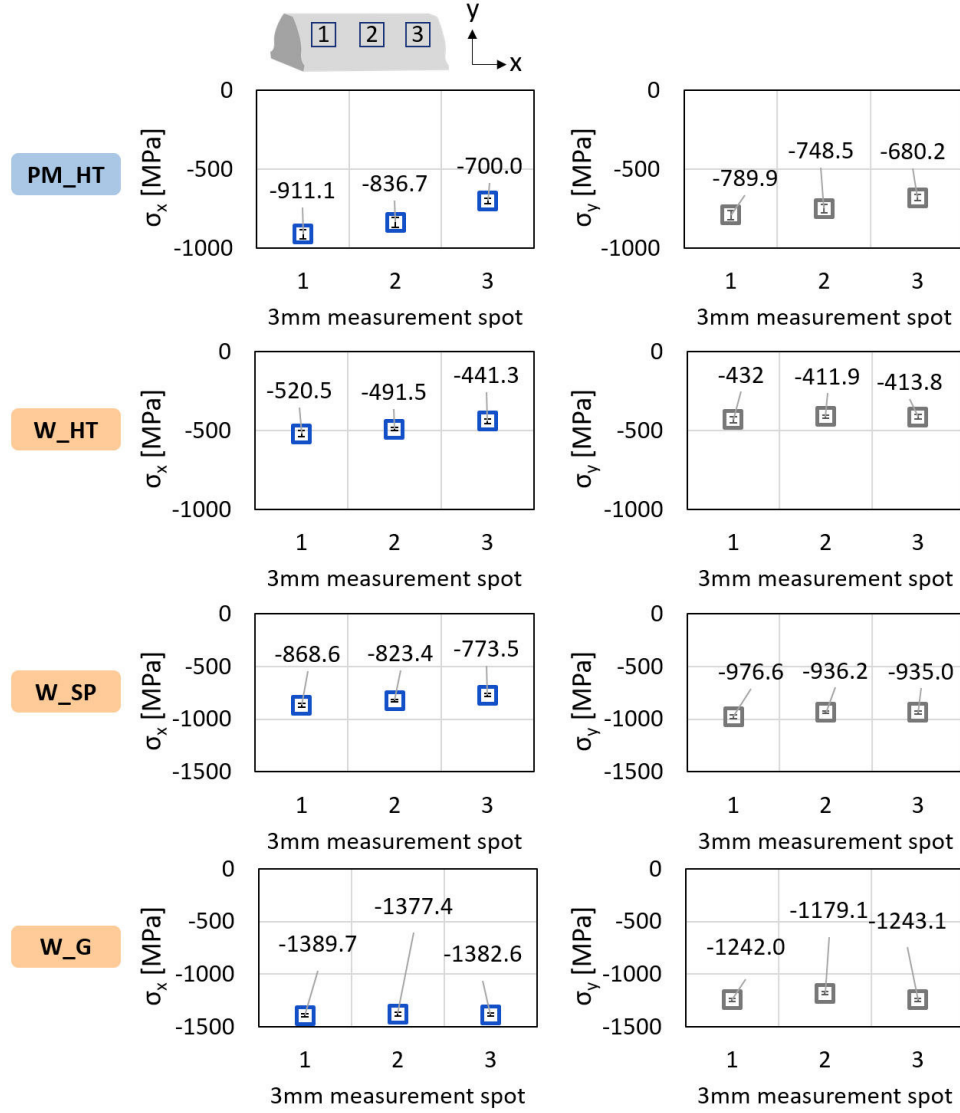 1 2 3
y
x
PM_HT
σx [MPa]
0
-500
-1000
-911.1 -836.7 -700.0
1 2 3
3mm measurement spot
σy [MPa]
0
-500
-1000
-789.9 -748.5 -680.2
1 2 3
3mm measurement spot
W_HT
σx [MPa]
0
-500
-1000
-520.5 -491.5 -441.3
1 2 3
3mm measurement spot
σy [MPa]
0
-500
-1000
-432 -411.9 -413.8
1 2 3
3mm measurement spot
W_SP
σx [MPa]
0
-500
-1000
-1500
-868.6 -823.4 -773.5
1 2 3
3mm measurement spot
σy [MPa]
0
-500
-1000
-1500
-976.6 -936.2 -935.0
1 2 3
3mm measurement spot
W_G
σx [MPa]
0
-500
-1000
-1500
-1389.7 -1377.4 -1382.6
1 2 3
3mm measurement spot
σy [MPa]
0
-500
-1000
-1500
-1242.0 -1179.1 -1243.1
1 2 3
3mm measurement spot